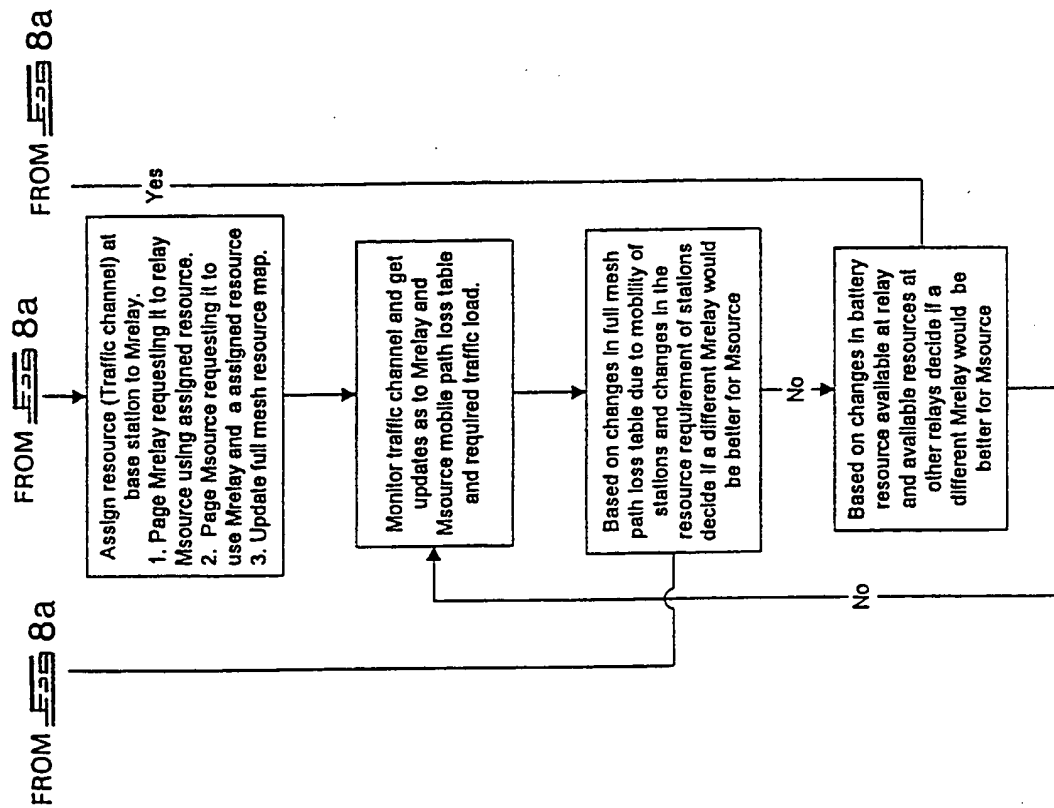 FROM Fig 8a
FROM Fig 8a
FROM Fig 8a
Assign resource (Traffic channel) at
base station to Mrelay.
1. Page Mrelay requesting it to relay
Msource using assigned resource.
2. Page Msource requesting it to
use Mrelay and a assigned resource
3. Update full mesh resource map.
Yes
Monitor traffic channel and get
updates as to Mrelay and
Msource mobile path loss table
and required traffic load.
Based on changes in full mesh
path loss table due to mobility of
stations and changes in the
resource requirement of stations
decide if a different Mrelay would
be better for Msource
No
Based on changes in battery
resource available at relay
and available resources at
other relays decide if a
different Mrelay would be
better for Msource
No